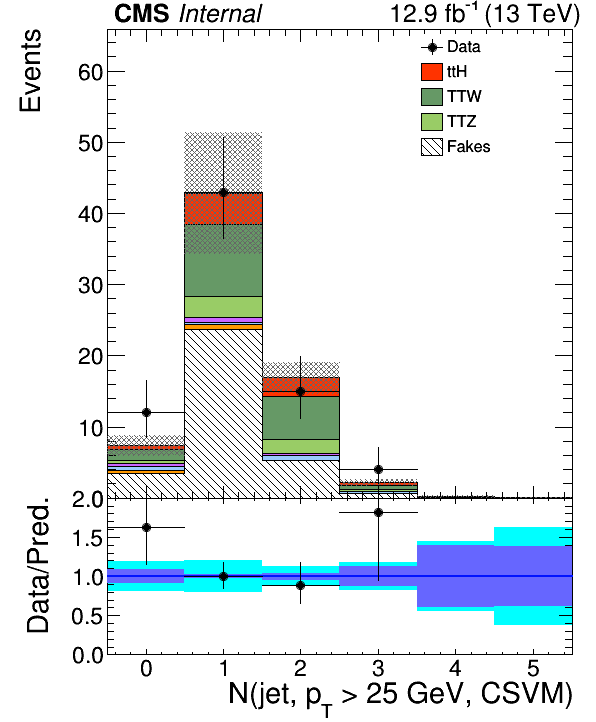 CMS Internal 12.9 fb⁻¹ (13 TeV)
Events
60
50
40
30
20
10
Data
ttH
TTW
TTZ
Fakes
Data/Pred.
2.0
1.5
1.0
0.5
0.0
0 1 2 3 4 5
N(jet, p_T > 25 GeV, CSVM)